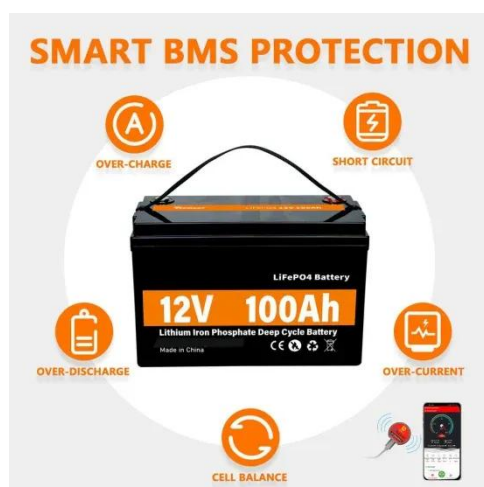 SMART BMS PROTECTION
OVER-CHARGE
SHORT CIRCUIT
LiFePO4 Battery
12V 100Ah
Lithium Iron Phosphate Deep Cycle Battery
Made in China
OVER-DISCHARGE
OVER-CURRENT
CELL BALANCE